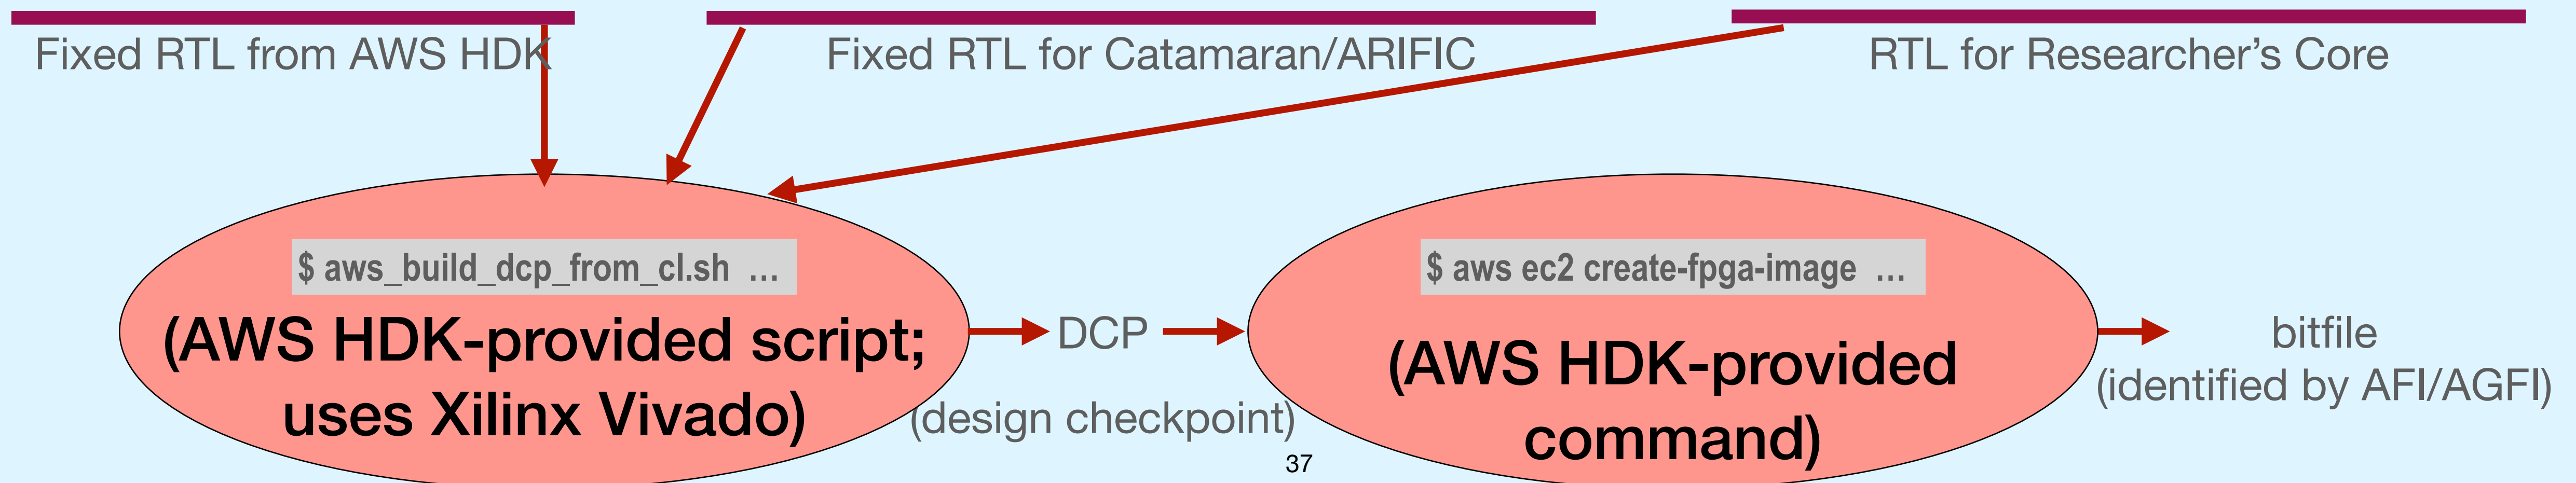 Fixed RTL from AWS HDK
Fixed RTL for Catamaran/ARIFIC
RTL for Researcher’s Core
$ aws_build_dcp_from_cl.sh …
(AWS HDK-provided script;
uses Xilinx Vivado)
DCP
(design checkpoint)
$ aws ec2 create-fpga-image …
(AWS HDK-provided
command)
bitfile
(identified by AFI/AGFI)
37